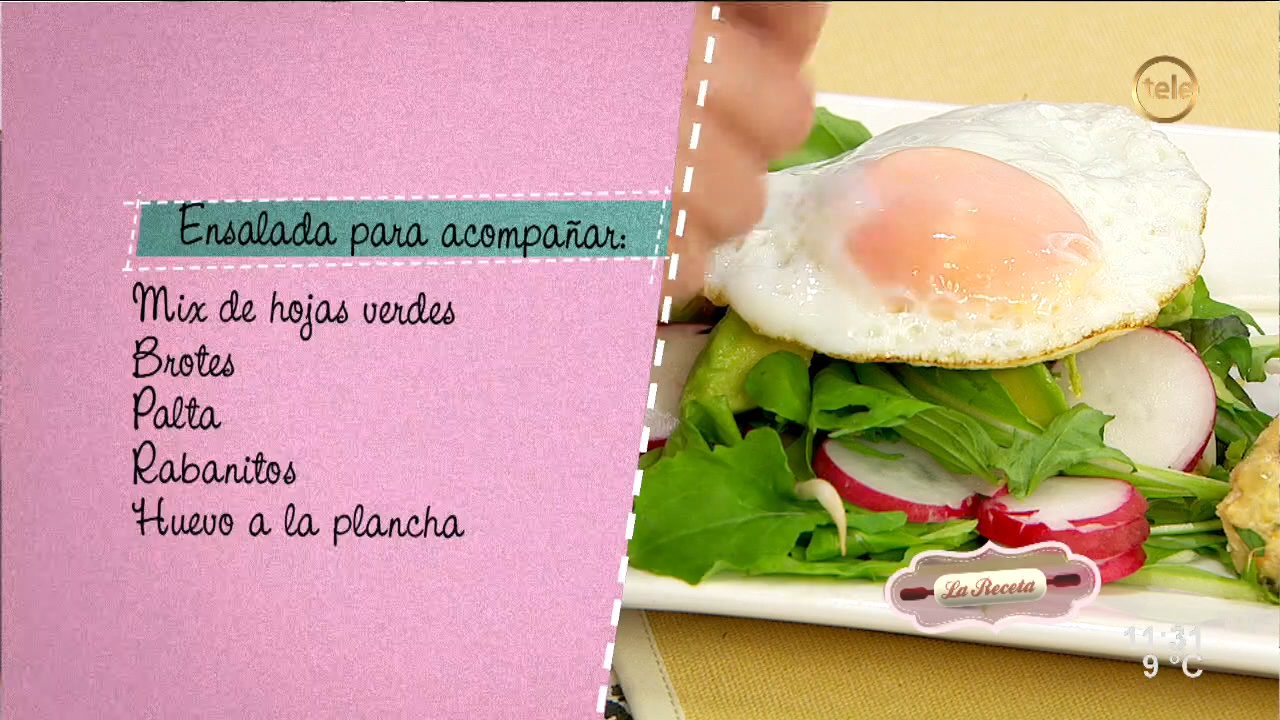 tele
Ensalada para acompañar:
Mix de hojas verdes
Brotes
Palta
Rabanitos
Huevo a la plancha
La Receta
11:31
9 °C